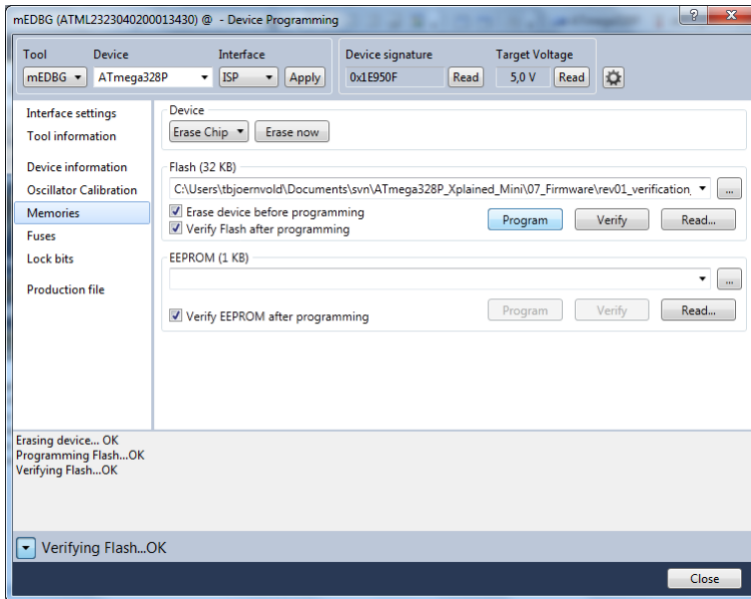 mEDBG (ATML2323040200013430) @  - Device Programming
Tool Device Interface Device signature Target Voltage
mEDBG ATmega328P ISP Apply 0x1E950F Read 5,0 V Read
Interface settings
Tool information
Device information
Oscillator Calibration
Memories
Fuses
Lock bits
Production file
Device
Erase Chip Erase now
Flash (32 KB)
C:\Users\tbjoernvold\Documents\svn\ATmega328P_Xplained_Mini\07_Firmware\rev01_verification_ ...
Erase device before programming
Verify Flash after programming
Program Verify Read...
EEPROM (1 KB)
...
Verify EEPROM after programming
Program Verify Read...
Erasing device... OK
Programming Flash...OK
Verifying Flash...OK
Verifying Flash...OK
Close